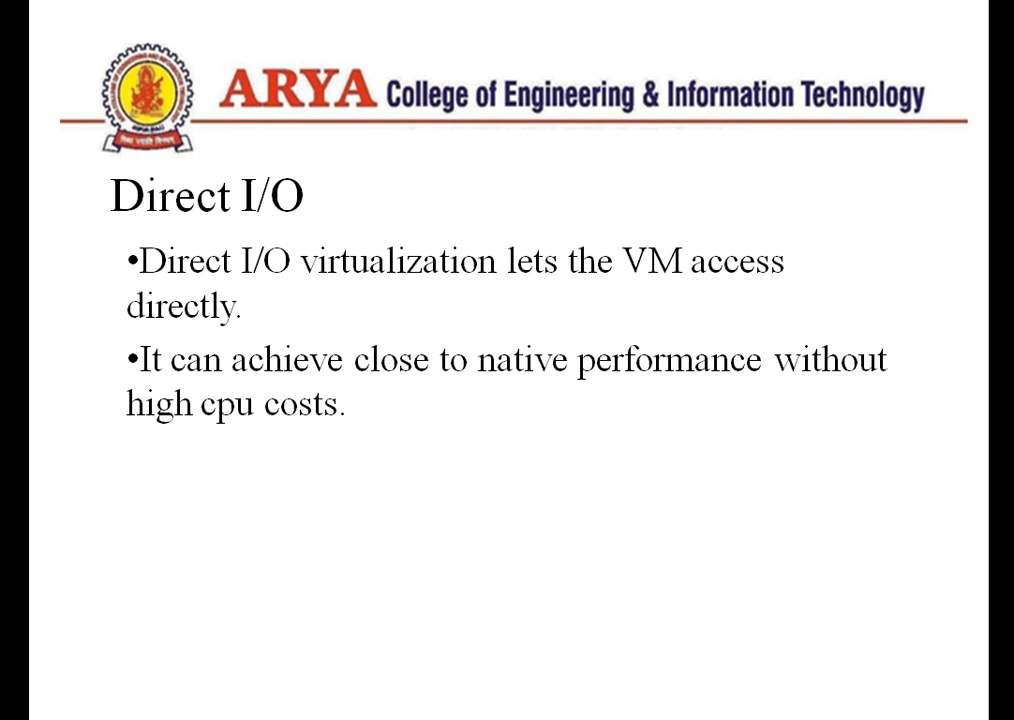 ARYA College of Engineering & Information Technology
Direct I/O
•Direct I/O virtualization lets the VM access
directly.
•It can achieve close to native performance without
high cpu costs.